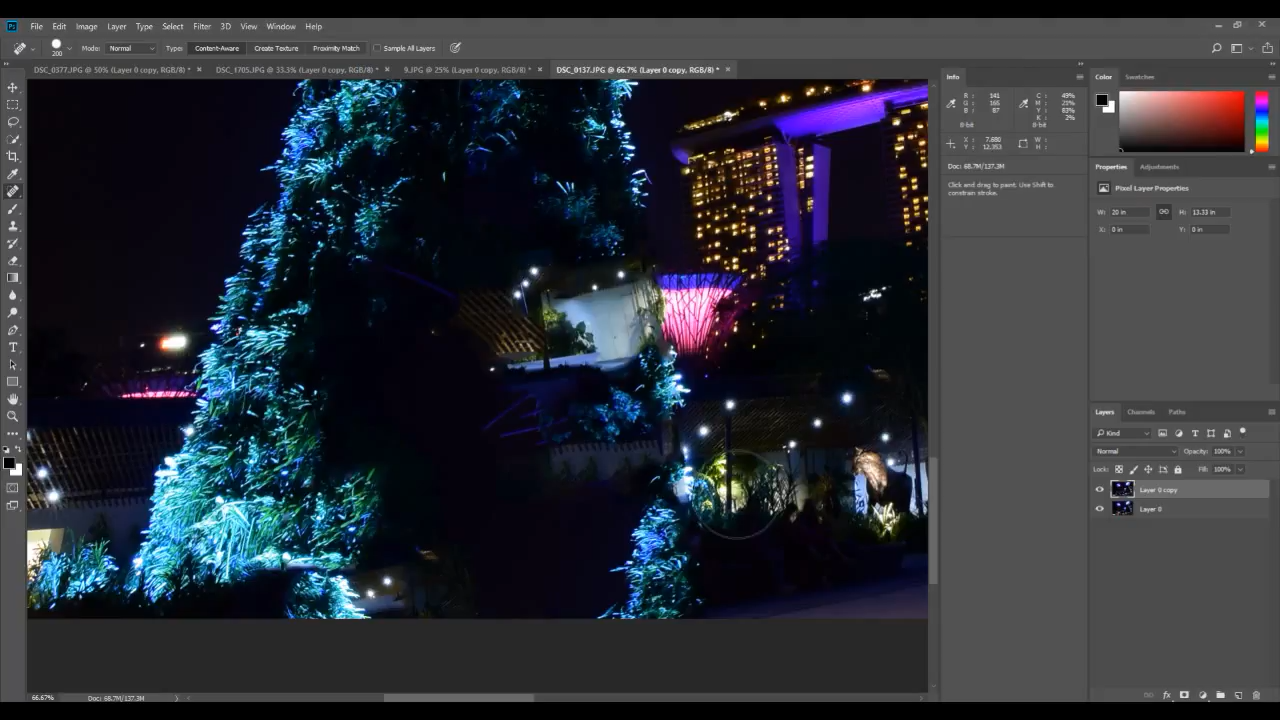 Ps File Edit Image Layer Type Select Filter 3D View Window Help
200 Mode: Normal Type: Content-Aware Create Texture Proximity Match Sample All Layers
DSC_0377.JPG @ 50% (Layer 0 copy, RGB/8) * × DSC_1705.JPG @ 33.3% (Layer 0 copy, RGB/8) * × 9.JPG @ 25% (Layer 0 copy, RGB/8) * × DSC_0137.JPG @ 66.7% (Layer 0 copy, RGB/8) * ×
Info
R: 141 C: 49%
G: 165 M: 21%
B: 87 Y: 83%
K: 2%
8-bit 8-bit
X: 7.680 W:
Y: 12.353 H:
Doc: 68.7M/137.3M
Click and drag to paint. Use Shift to
constrain stroke.
Color Swatches
Properties Adjustments
Pixel Layer Properties
W: 20 in H: 13.33 in
X: 0 in Y: 0 in
Layers Channels Paths
Kind
Normal Opacity: 100%
Lock: Fill: 100%
Layer 0 copy
Layer 0
66.67% Doc: 68.7M/137.3M